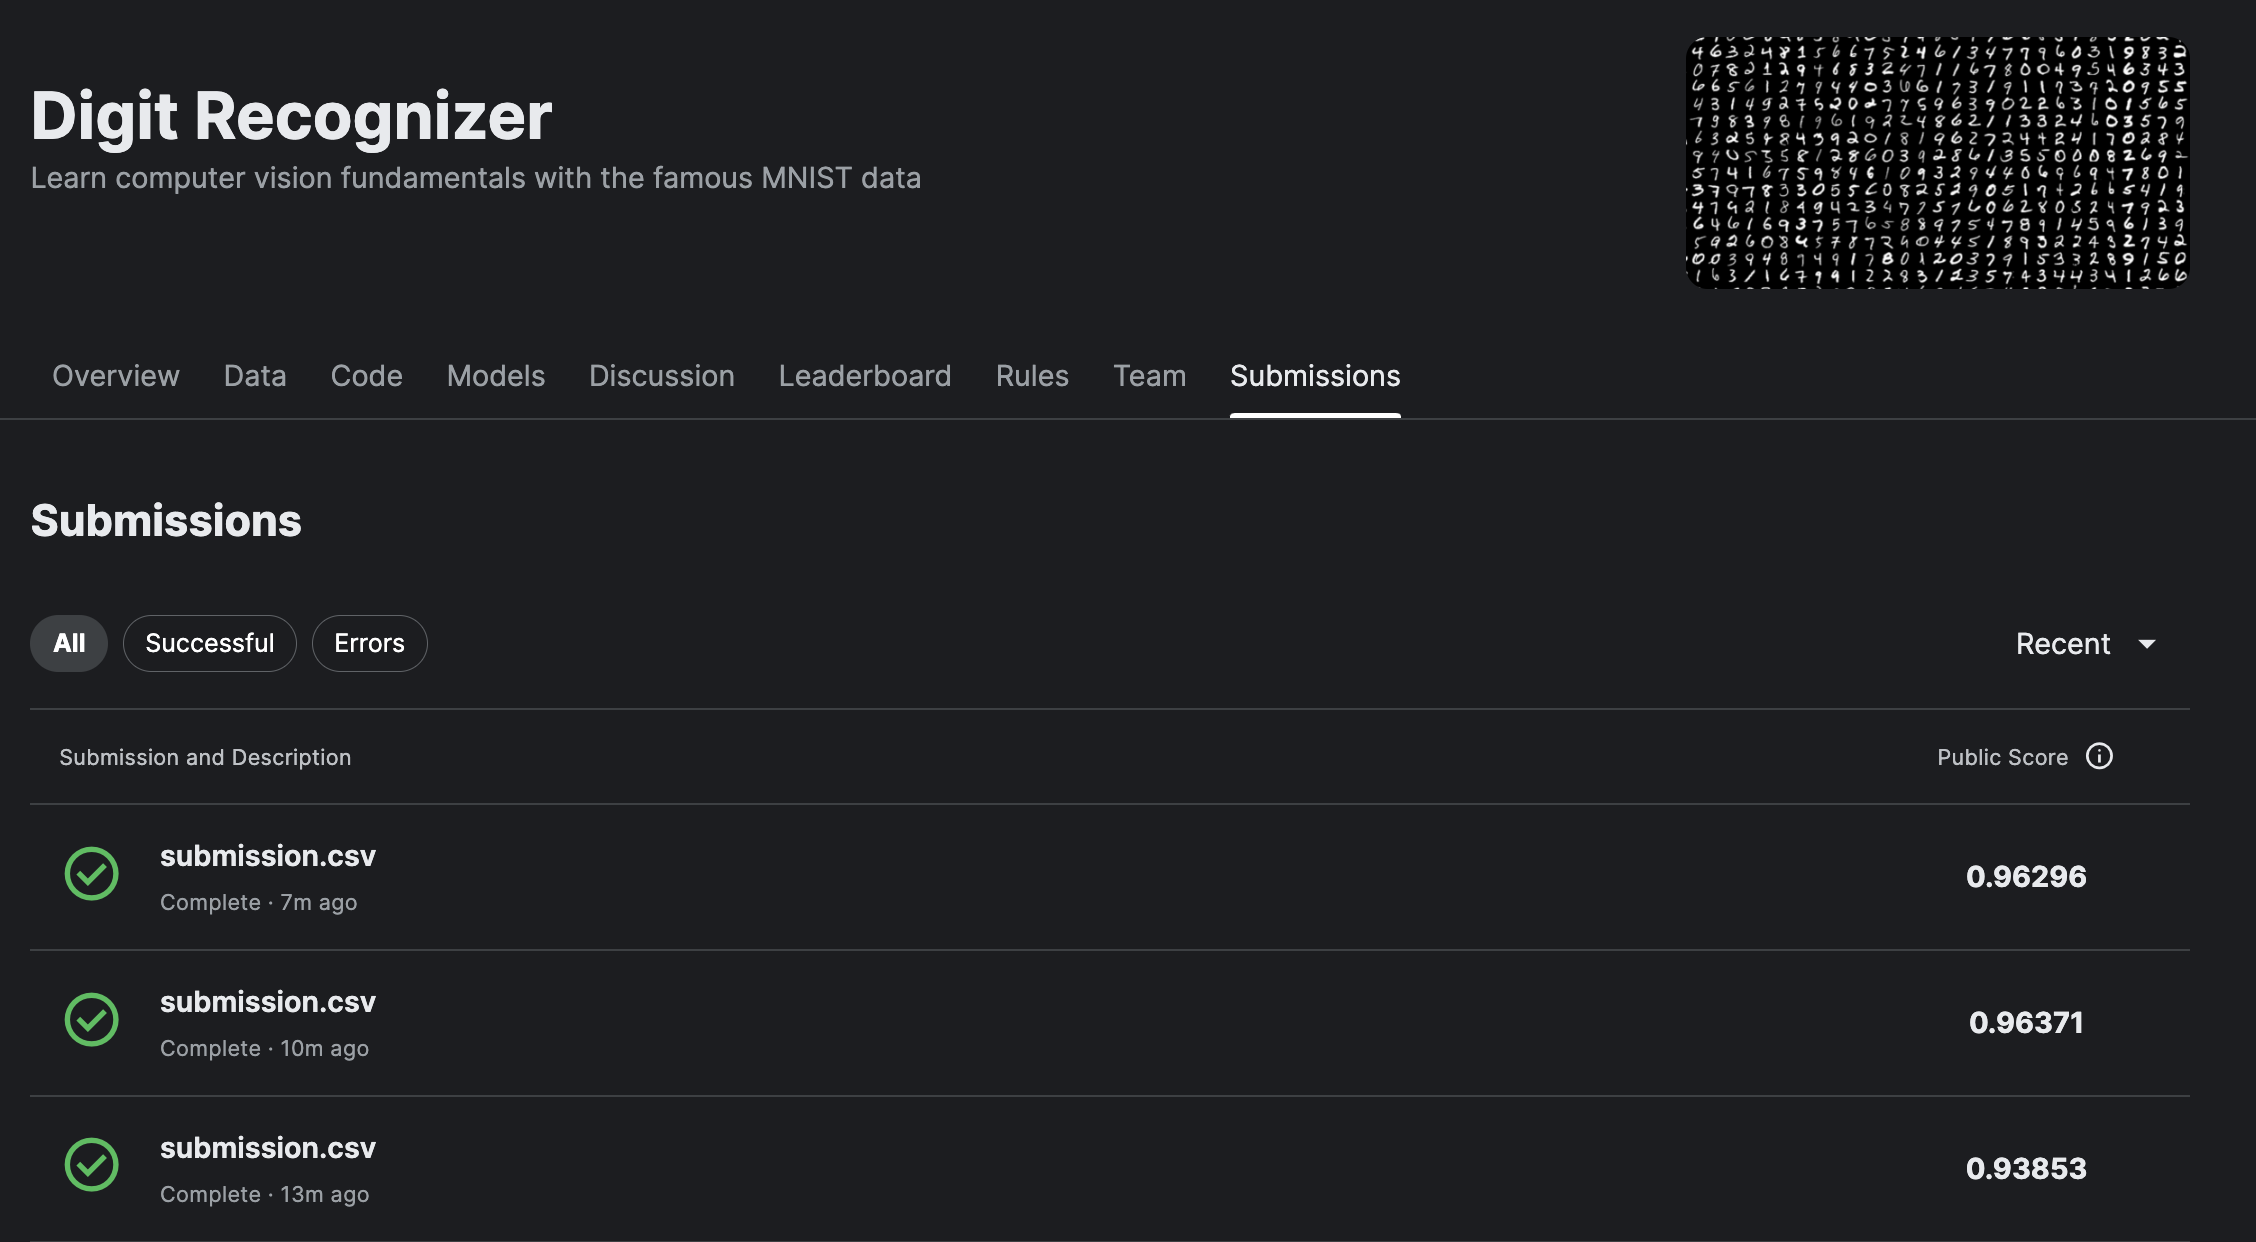 Digit Recognizer
Learn computer vision fundamentals with the famous MNIST data
Overview Data Code Models Discussion Leaderboard Rules Team Submissions
Submissions
All Successful Errors Recent
Submission and Description Public Score
submission.csv
Complete · 7m ago
0.96296
submission.csv
Complete · 10m ago
0.96371
submission.csv
Complete · 13m ago
0.93853